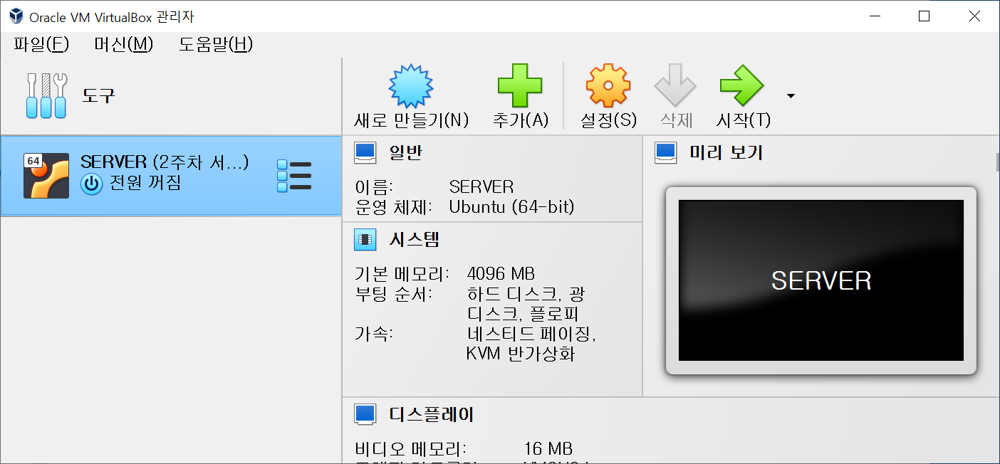 Oracle VM VirtualBox 관리자
파일(F) 머신(M) 도움말(H)
도구
새로 만들기(N) 추가(A) 설정(S) 삭제 시작(T)
64
SERVER (2주차 서...)
전원 꺼짐
일반
이름: SERVER
운영 체제: Ubuntu (64-bit)
시스템
기본 메모리: 4096 MB
부팅 순서: 하드 디스크, 광
디스크, 플로피
가속: 네스티드 페이징,
KVM 반가상화
미리 보기
SERVER
디스플레이
비디오 메모리: 16 MB